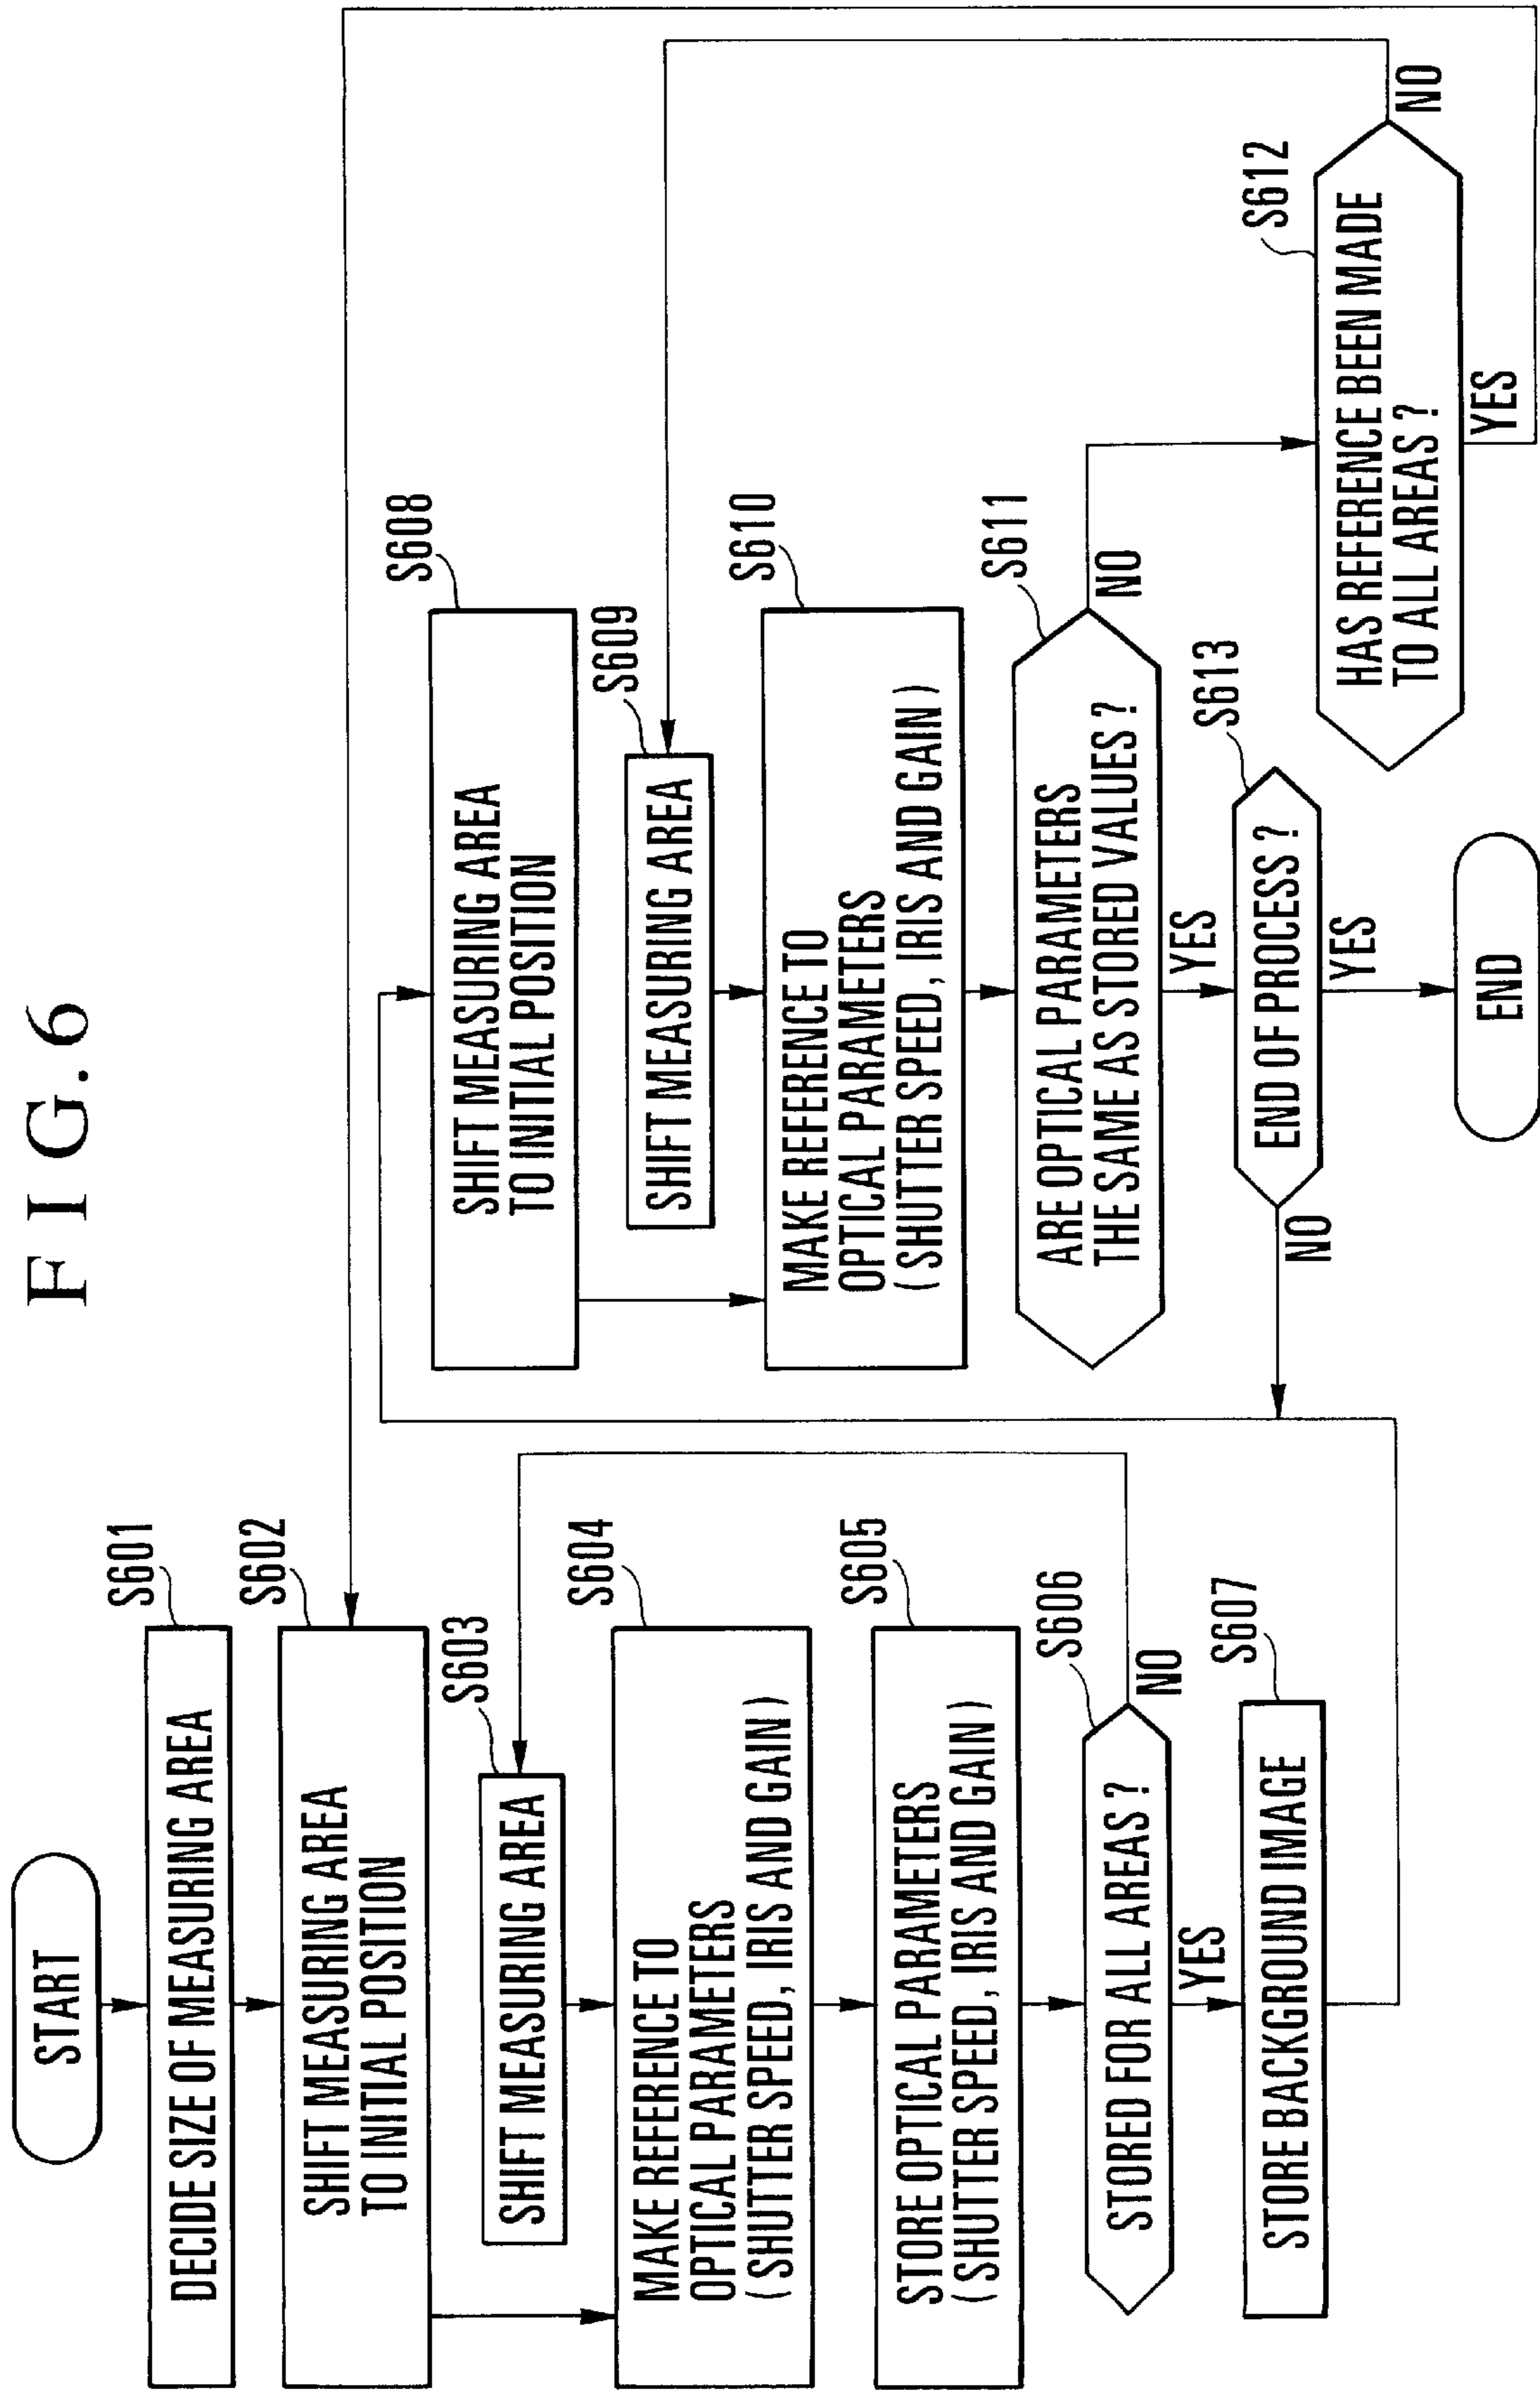 FIG.6
START
S601
DECIDE SIZE OF MEASURING AREA
S602
SHIFT MEASURING AREA
TO INITIAL POSITION
S603
SHIFT MEASURING AREA
S604
MAKE REFERENCE TO
OPTICAL PARAMETERS
(SHUTTER SPEED, IRIS AND GAIN)
S605
STORE OPTICAL PARAMETERS
(SHUTTER SPEED, IRIS AND GAIN)
S606
STORED FOR ALL AREAS ?
NO
YES
S607
STORE BACKGROUND IMAGE
S608
SHIFT MEASURING AREA
TO INITIAL POSITION
S609
SHIFT MEASURING AREA
S610
MAKE REFERENCE TO
OPTICAL PARAMETERS
(SHUTTER SPEED, IRIS AND GAIN)
S611
ARE OPTICAL PARAMETERS
THE SAME AS STORED VALUES ?
NO
YES
S613
END OF PROCESS ?
NO
YES
END
S612
HAS REFERENCE BEEN MADE
TO ALL AREAS ?
NO
YES